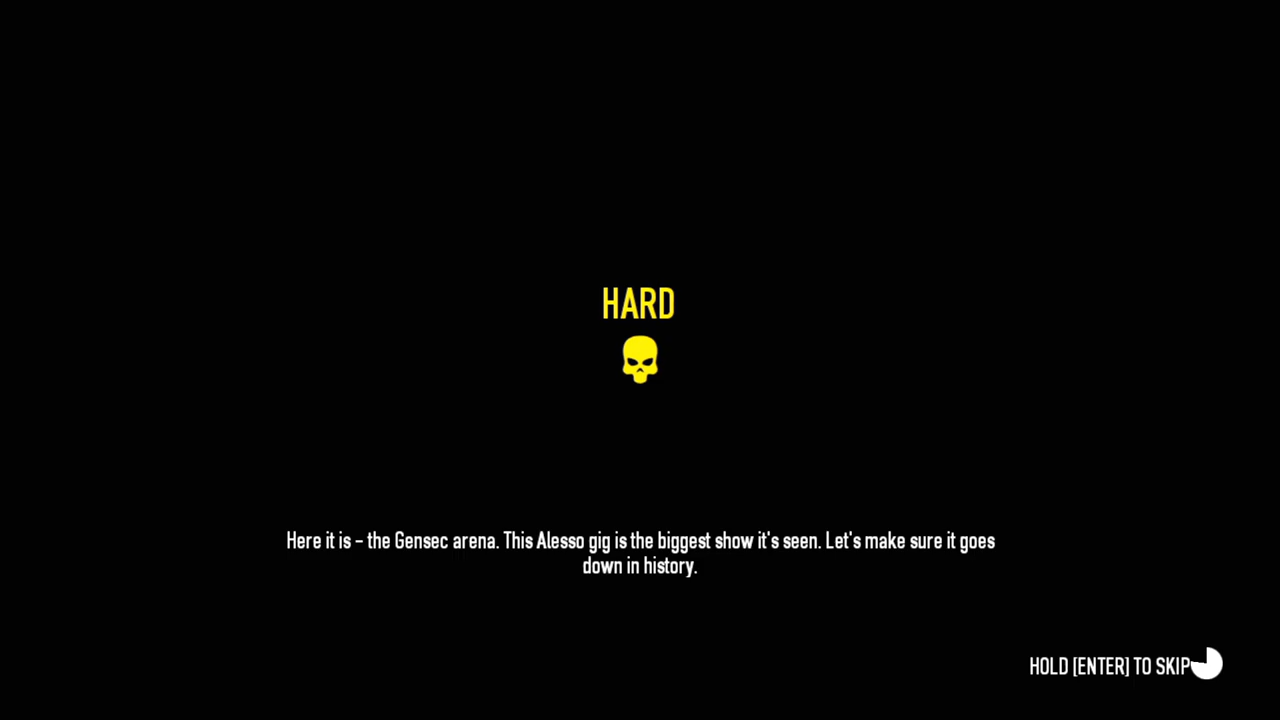 HARD
Here it is - the Gensec arena. This Alesso gig is the biggest show it's seen. Let's make sure it goes
down in history.
HOLD [ENTER] TO SKIP